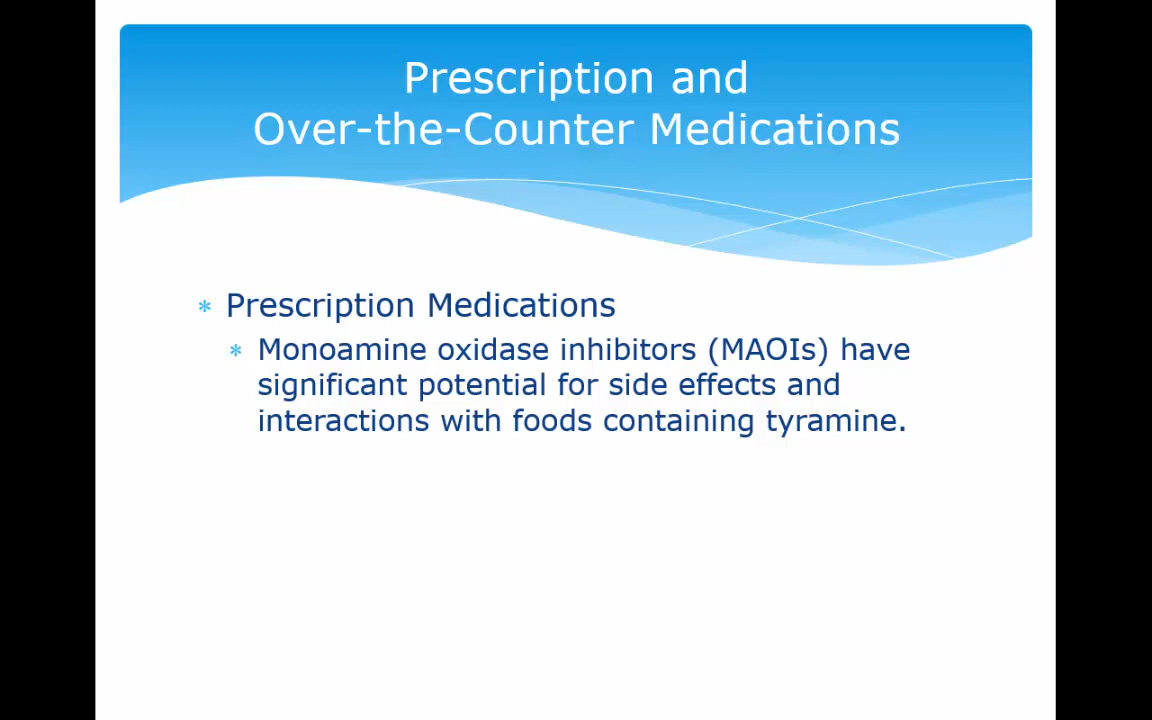 Prescription and
Over-the-Counter Medications
* Prescription Medications
* Monoamine oxidase inhibitors (MAOIs) have
significant potential for side effects and
interactions with foods containing tyramine.